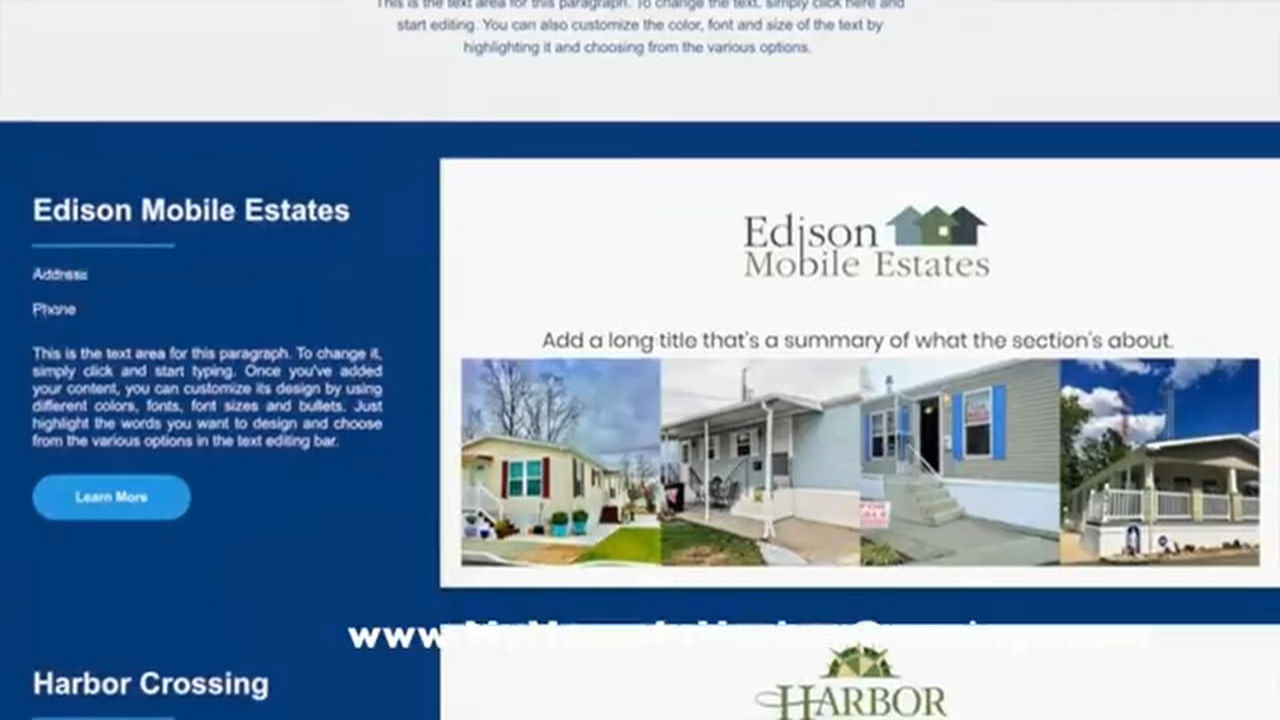 This is the text area for this paragraph. To change the text, simply click here and
start editing. You can also customize the color, font and size of the text by
highlighting it and choosing from the various options.
Edison Mobile Estates
Address
Phone
This is the text area for this paragraph. To change it,
simply click and start typing. Once you've added
your content, you can customize its design by using
different colors, fonts, font sizes and bullets. Just
highlight the words you want to design and choose
from the various options in the text editing bar.
Learn More
Edison
Mobile Estates
Add a long title that's a summary of what the section's about.
FOR
SALE
www
Harbor Crossing
HARBOR